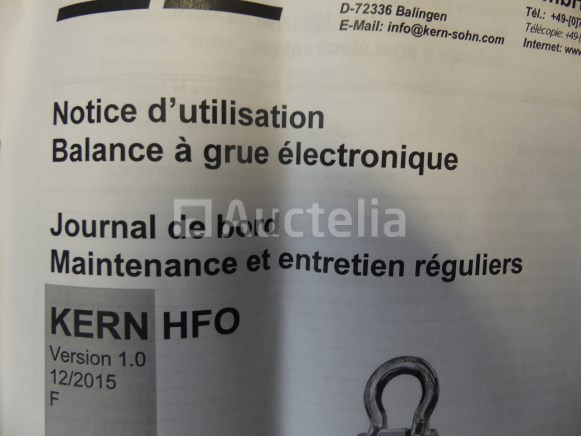 D-72336 Balingen
E-Mail: info@kern-sohn.com
Tél.: +49-[0]
Télécopie: +49-
Internet: www
Notice d'utilisation
Balance à grue électronique
Auctelia
Journal de bord
Maintenance et entretien réguliers
KERN HFO
Version 1.0
12/2015
F